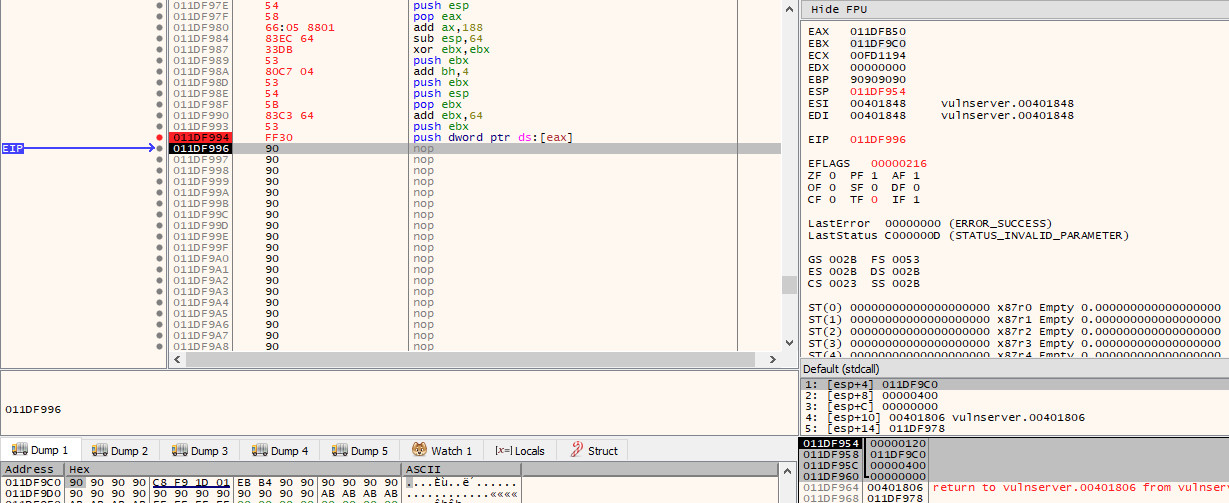 Hide FPU
011DF97E 54 push esp
011DF97F 58 pop eax
011DF980 66:05 8801 add ax,188
011DF984 83EC 64 sub esp,64
011DF987 33DB xor ebx,ebx
011DF989 53 push ebx
011DF98A 80C7 04 add bh,4
011DF98D 53 push ebx
011DF98E 54 push esp
011DF98F 5B pop ebx
011DF990 83C3 64 add ebx,64
011DF993 53 push ebx
011DF994 FF30 push dword ptr ds:[eax]
EIP 011DF996 90 nop
011DF997 90 nop
011DF998 90 nop
011DF999 90 nop
011DF99A 90 nop
011DF99B 90 nop
011DF99C 90 nop
011DF99D 90 nop
011DF99E 90 nop
011DF99F 90 nop
011DF9A0 90 nop
011DF9A1 90 nop
011DF9A2 90 nop
011DF9A3 90 nop
011DF9A4 90 nop
011DF9A5 90 nop
011DF9A6 90 nop
011DF9A7 90 nop
011DF9A8 90 nop
EAX 011DFB50
EBX 011DF9C0
ECX 00FD1194
EDX 00000000
EBP 90909090
ESP 011DF954
ESI 00401848 vulnserver.00401848
EDI 00401848 vulnserver.00401848
EIP 011DF996
EFLAGS 00000216
ZF 0 PF 1 AF 1
OF 0 SF 0 DF 0
CF 0 TF 0 IF 1
LastError 00000000 (ERROR_SUCCESS)
LastStatus C000000D (STATUS_INVALID_PARAMETER)
GS 002B FS 0053
ES 002B DS 002B
CS 0023 SS 002B
ST(0) 00000000000000000000 x87r0 Empty 0.000000000000000000
ST(1) 00000000000000000000 x87r1 Empty 0.000000000000000000
ST(2) 00000000000000000000 x87r2 Empty 0.000000000000000000
ST(3) 00000000000000000000 x87r3 Empty 0.000000000000000000
ST(4) 00000000000000000000 x87r4 Empty 0.000000000000000000
Default (stdcall)
1: [esp+4] 011DF9C0
2: [esp+8] 00000400
3: [esp+C] 00000000
4: [esp+10] 00401806 vulnserver.00401806
5: [esp+14] 011DF978
011DF996
Dump 1 Dump 2 Dump 3 Dump 4 Dump 5 Watch 1 [x=] Locals Struct
Address Hex ASCII
011DF9C0 90 90 90 90 C8 F9 1D 01 EB B4 90 90 90 90 90 90 ....Èù..ë´......
011DF9D0 90 90 90 90 90 90 90 90 90 90 90 90 AB AB AB AB ............««««
011DF954 00000120
011DF958 011DF9C0
011DF95C 00000400
011DF960 00000000
011DF964 00401806 return to vulnserver.00401806 from vulnser
011DF968 011DF978